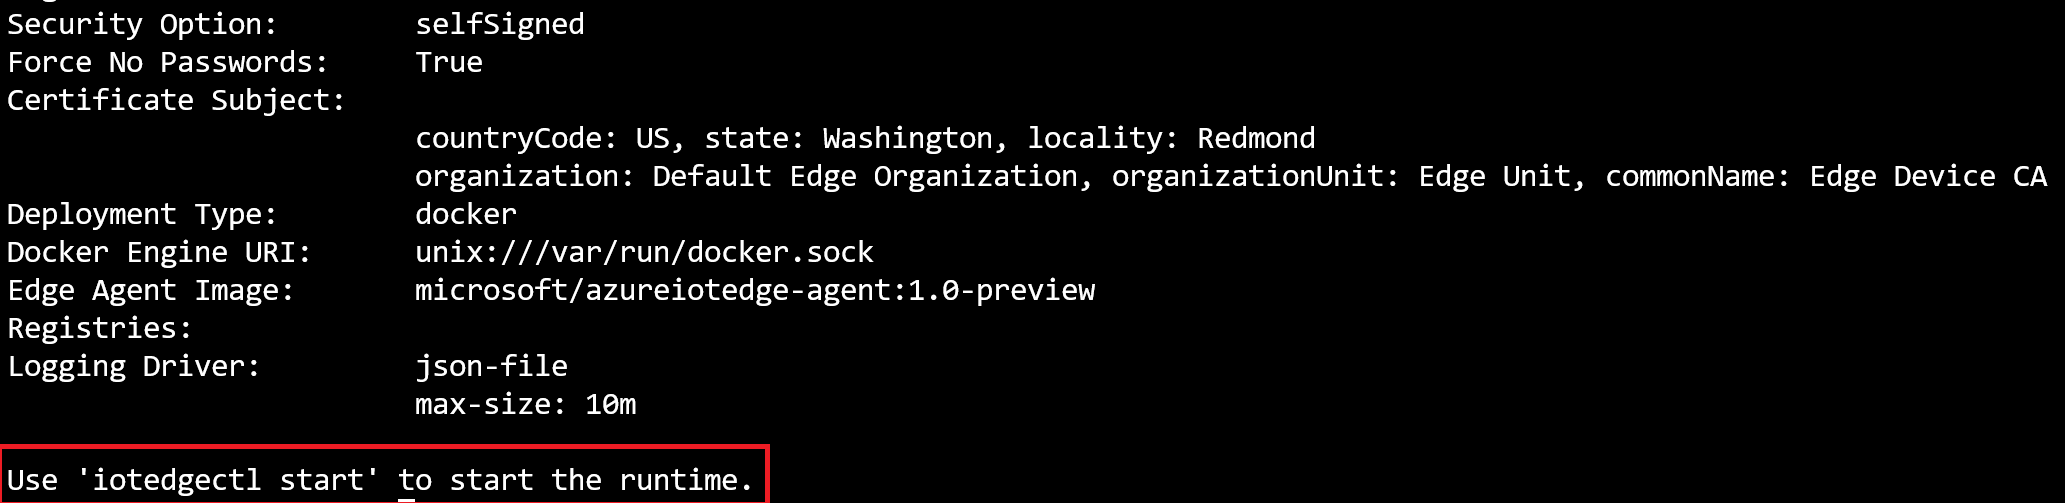 Security Option: selfSigned
Force No Passwords: True
Certificate Subject:
countryCode: US, state: Washington, locality: Redmond
organization: Default Edge Organization, organizationUnit: Edge Unit, commonName: Edge Device CA
Deployment Type: docker
Docker Engine URI: unix:///var/run/docker.sock
Edge Agent Image: microsoft/azureiotedge-agent:1.0-preview
Registries:
Logging Driver: json-file
max-size: 10m
Use 'iotedgectl start' to start the runtime.